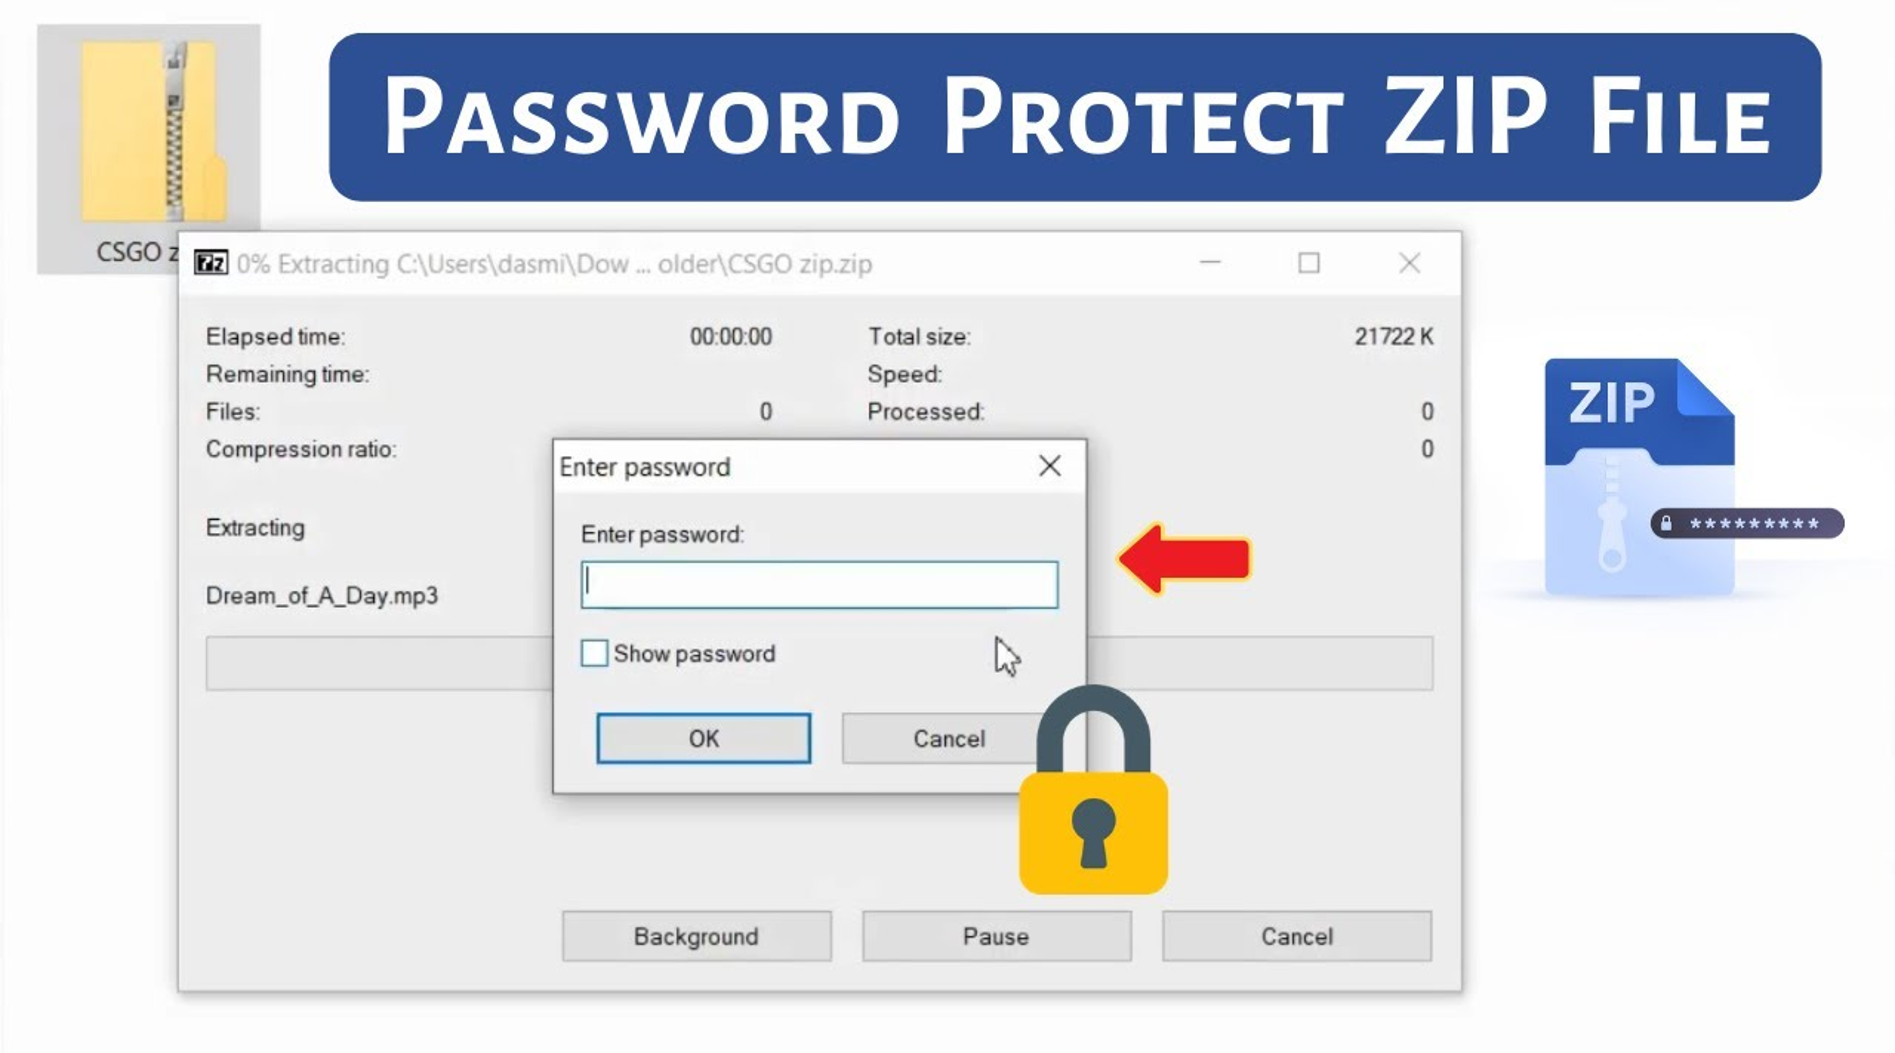 PASSWORD PROTECT ZIP FILE
CSGO z
7z 0% Extracting C:\Users\dasmi\Dow ... older\CSGO zip.zip
Elapsed time: 00:00:00 Total size: 21722 K
Remaining time: Speed:
Files: 0 Processed: 0
Compression ratio: 0
ZIP
*********
Enter password
Extracting
Enter password:
Dream_of_A_Day.mp3
Show password
OK Cancel
Background Pause Cancel